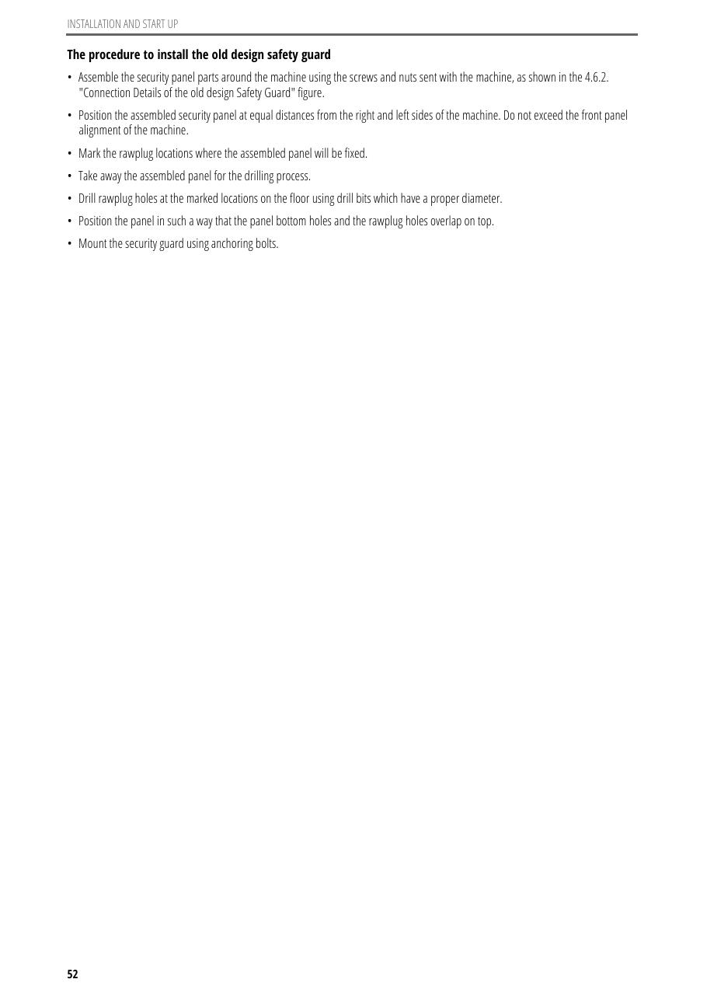 INSTALLATION AND START UP
The procedure to install the old design safety guard
• Assemble the security panel parts around the machine using the screws and nuts sent with the machine, as shown in the 4.6.2.
"Connection Details of the old design Safety Guard" figure.
• Position the assembled security panel at equal distances from the right and left sides of the machine. Do not exceed the front panel
alignment of the machine.
• Mark the rawplug locations where the assembled panel will be fixed.
• Take away the assembled panel for the drilling process.
• Drill rawplug holes at the marked locations on the floor using drill bits which have a proper diameter.
• Position the panel in such a way that the panel bottom holes and the rawplug holes overlap on top.
• Mount the security guard using anchoring bolts.
52